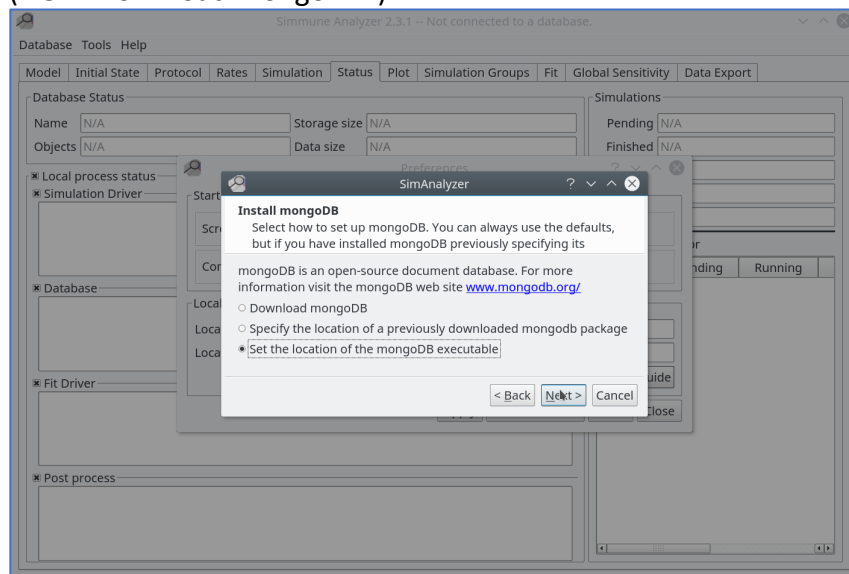 Simmune Analyzer 2.3.1 -- Not connected to a database.
Database Tools Help
Model Initial State Protocol Rates Simulation Status Plot Simulation Groups Fit Global Sensitivity Data Export
Database Status
Name N/A
Storage size N/A
Objects N/A
Data size N/A
Simulations
Pending N/A
Finished N/A
Local process status
Simulation Driver
Database
Fit Driver
Post process
Preferences
Start
Scr
Loca
Loca
SimAnalyzer
Install mongoDB
Select how to set up mongoDB. You can always use the defaults,
but if you have installed mongoDB previously specifying its
mongoDB is an open-source document database. For more
information visit the mongoDB web site www.mongodb.org/
Download mongoDB
Specify the location of a previously downloaded mongodb package
Set the location of the mongoDB executable
< Back Next > Cancel
uide
Close
nding Running